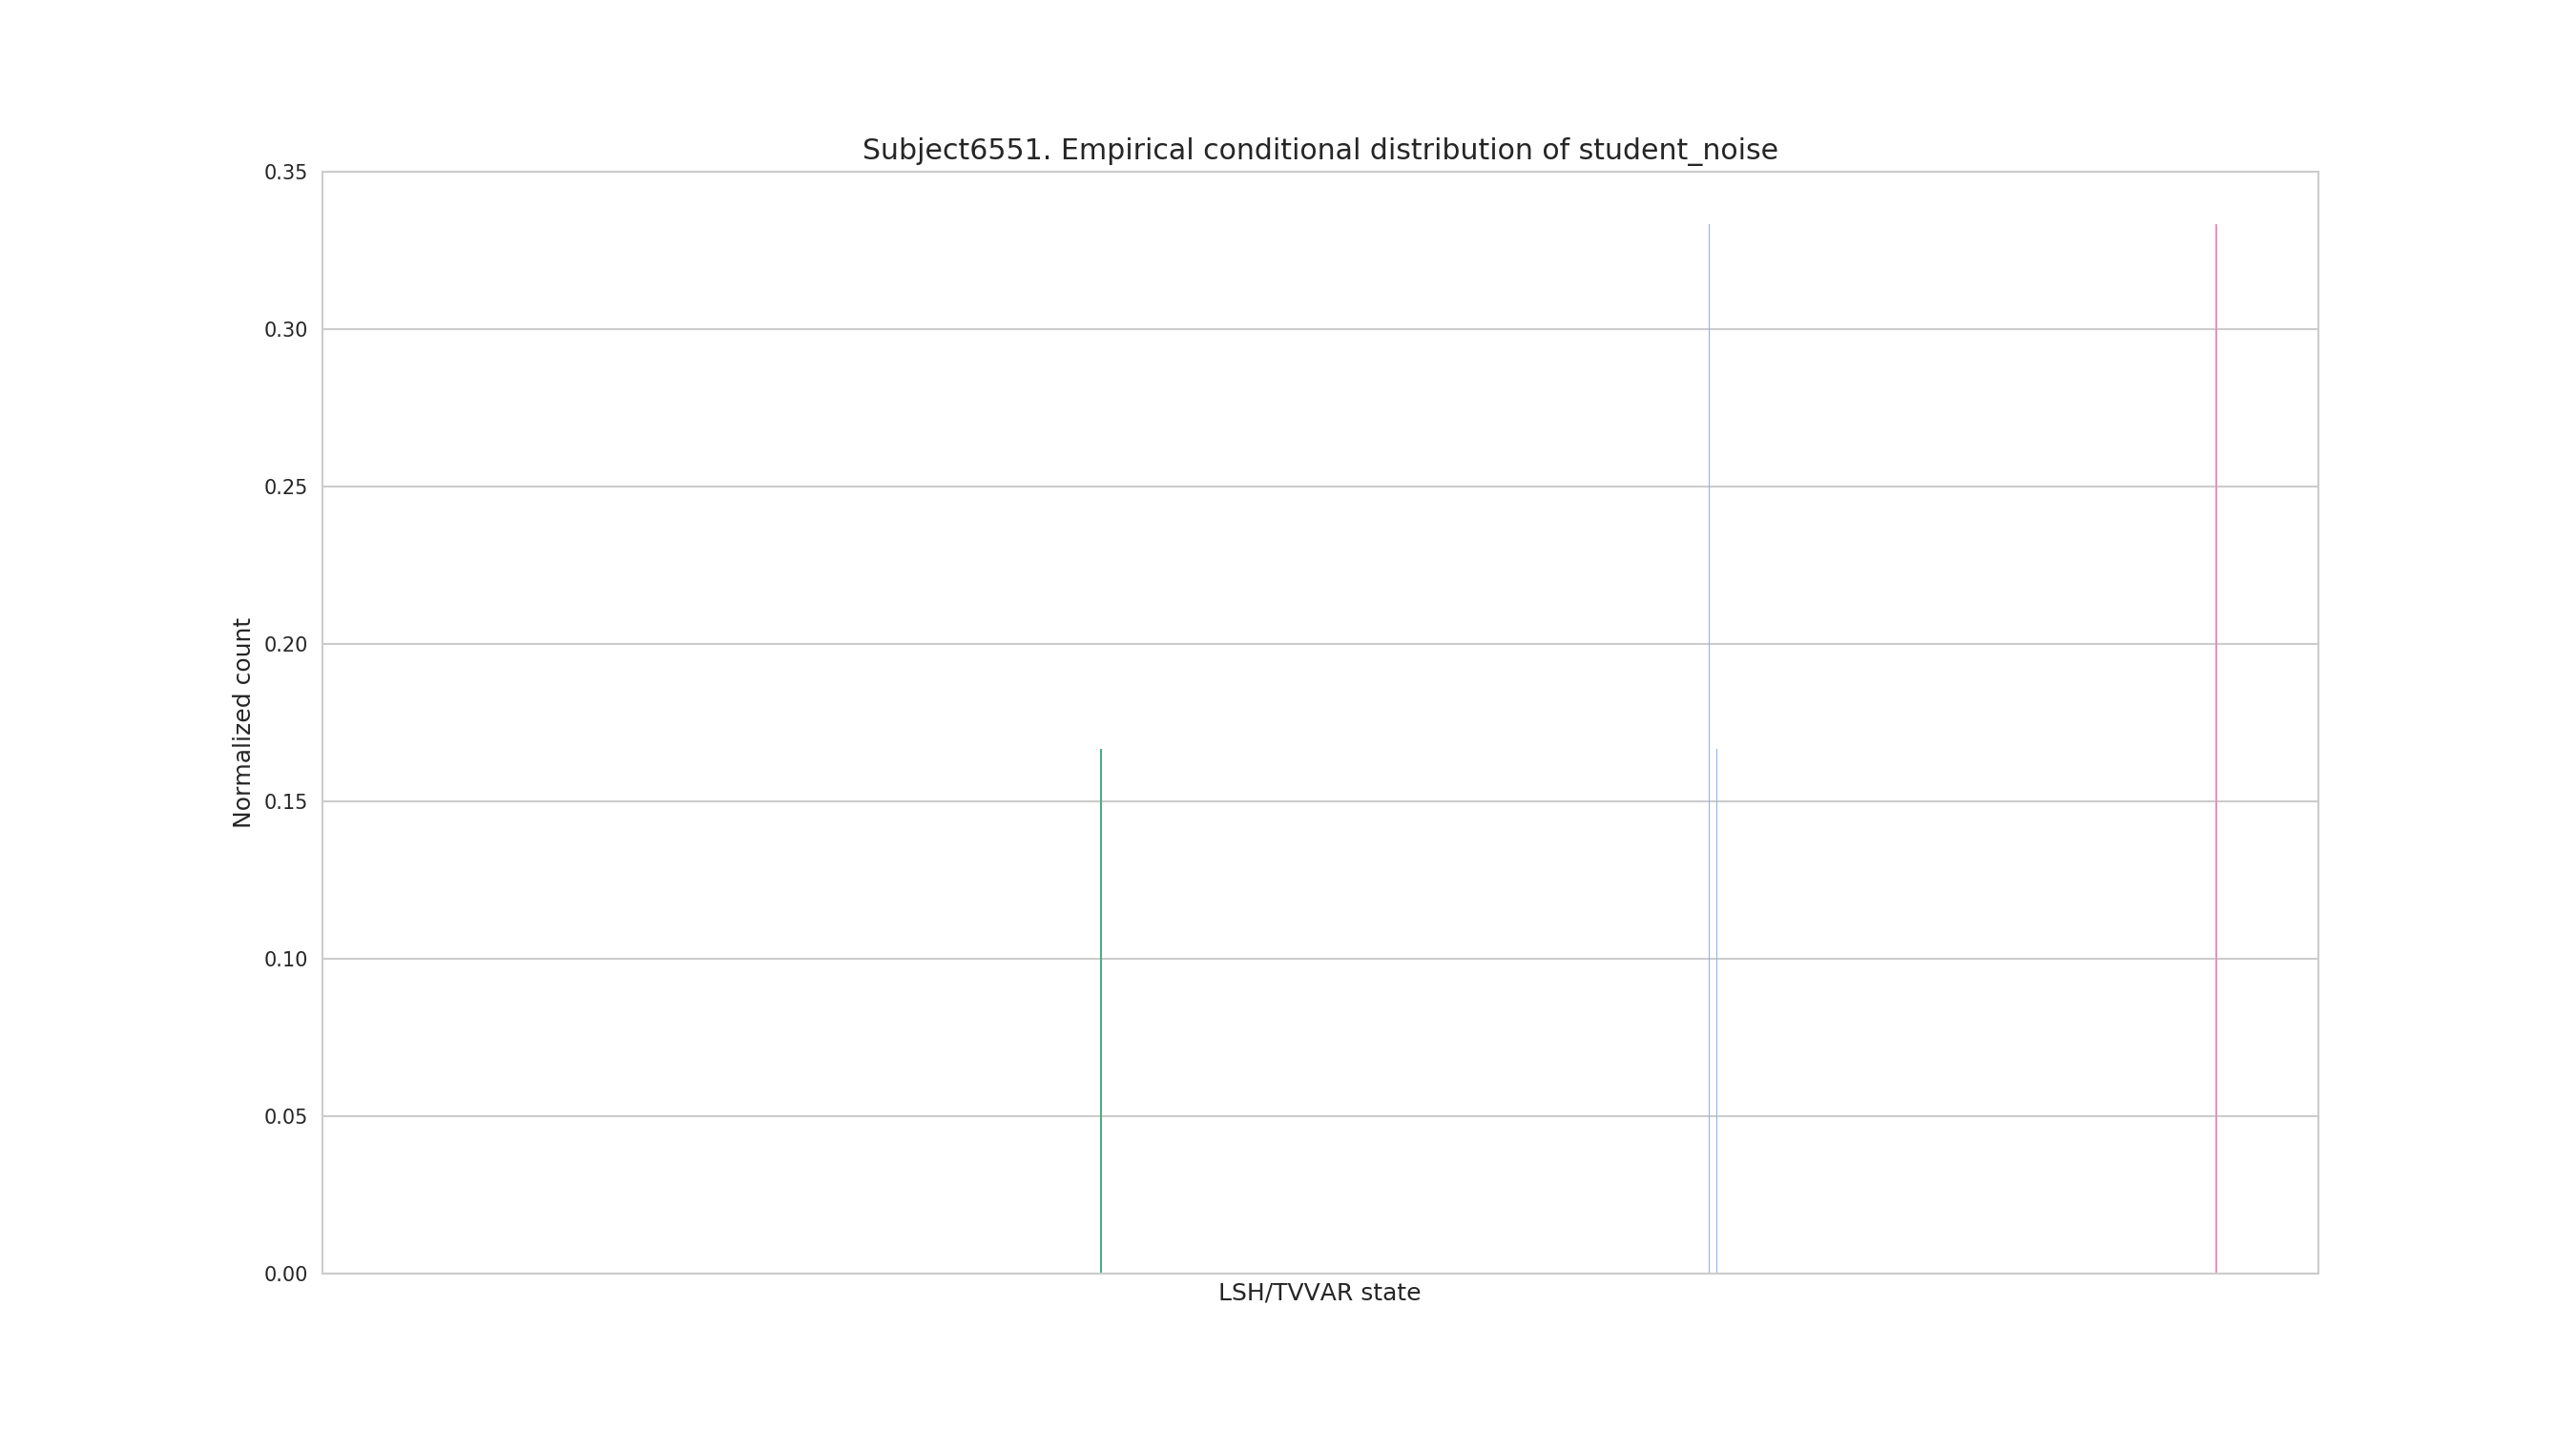 Subject6551. Empirical conditional distribution of student_noise
0.35
0.30
0.25
0.20
0.15
0.10
0.05
0.00
Normalized count
LSH/TVVAR state